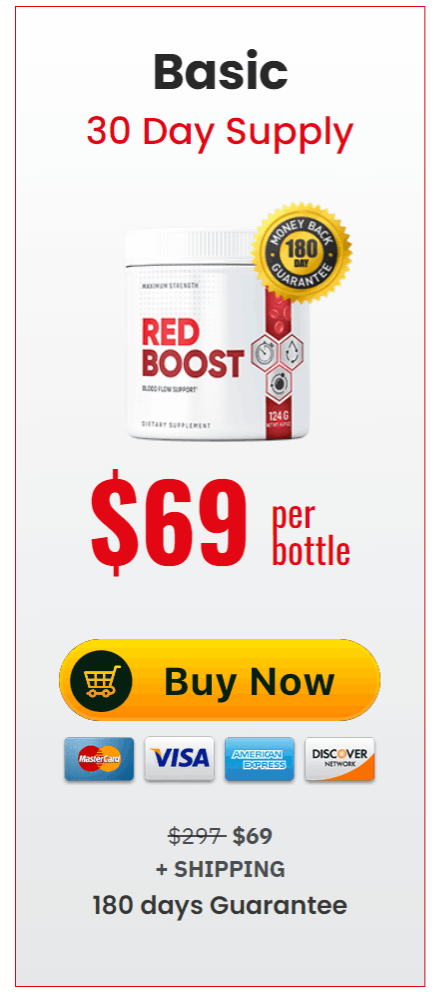 Basic
30 Day Supply
MONEY BACK
180
DAY
GUARANTEE
MAXIMUM STRENGTH
RED
BOOST
BLOOD FLOW SUPPORT
DIETARY SUPPLEMENT
124 G
$69 per
bottle
Buy Now
MasterCard
VISA
AMERICAN
EXPRESS
DISCOVER
NETWORK
$297 $69
+ SHIPPING
180 days Guarantee